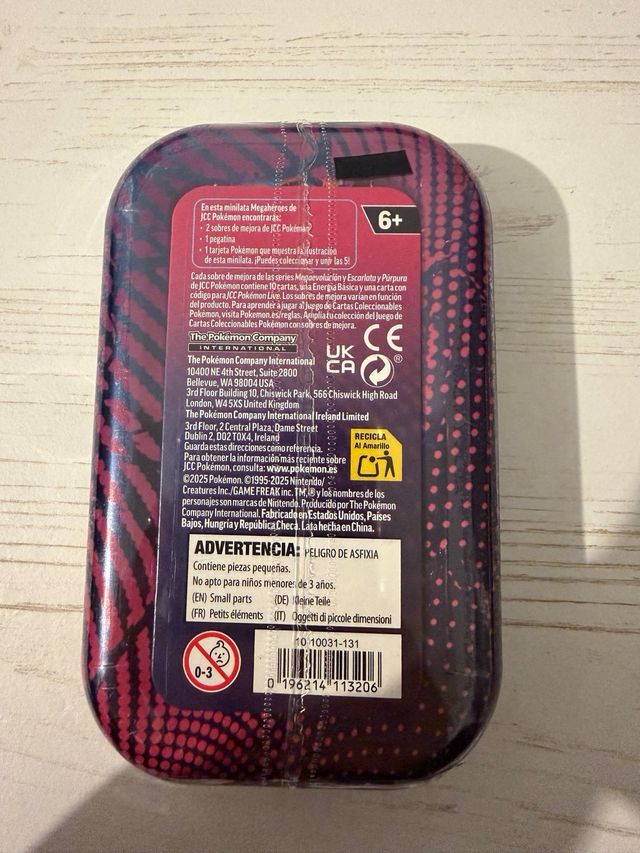 En esta minilata Megahéroes de
JCC Pokémon encontrarás:
• 2 sobres de mejora de JCC Pokémon
• 1 pegatina
• 1 tarjeta Pokémon que muestra la ilustración
de esta minilata. ¡Puedes coleccionar y unir las 5!
6+
Cada sobre de mejora de las series Megaevolución y Escarlata y Púrpura
de JCC Pokémon contiene 10 cartas, una Energía Básica y una carta con
código para JCC Pokémon Live. Los sobres de mejora varían en función
del producto. Para aprender a jugar al Juego de Cartas Coleccionables
Pokémon, visita Pokemon.es/reglas. Amplía tu colección del Juego de
Cartas Coleccionables Pokémon con sobres de mejora.
The Pokémon Company
INTERNATIONAL
The Pokémon Company International
10400 NE 4th Street, Suite 2800
Bellevue, WA 98004 USA
3rd Floor Building 10, Chiswick Park, 566 Chiswick High Road
London, W4 5XS United Kingdom
The Pokémon Company International Ireland Limited
3rd Floor, 2 Central Plaza, Dame Street
Dublin 2, D02 T0X4, Ireland
Guarda estas direcciones como referencia.
Para obtener la información más reciente sobre
JCC Pokémon, consulta: www.pokemon.es
©2025 Pokémon. ©1995-2025 Nintendo/
Creatures Inc./GAME FREAK inc. TM, ® y los nombres de los
personajes son marcas de Nintendo. Producido por The Pokémon
Company International. Fabricado en Estados Unidos, Países
Bajos, Hungría y República Checa. Lata hecha en China.
UK
CA
CE
®
RECICLA
Al Amarillo
ADVERTENCIA: PELIGRO DE ASFIXIA
Contiene piezas pequeñas.
No apto para niños menores de 3 años.
(EN) Small parts (DE) Kleine Teile
(FR) Petits éléments (IT) Oggetti di piccole dimensioni
0-3
10 10031-131
0 196214 113206